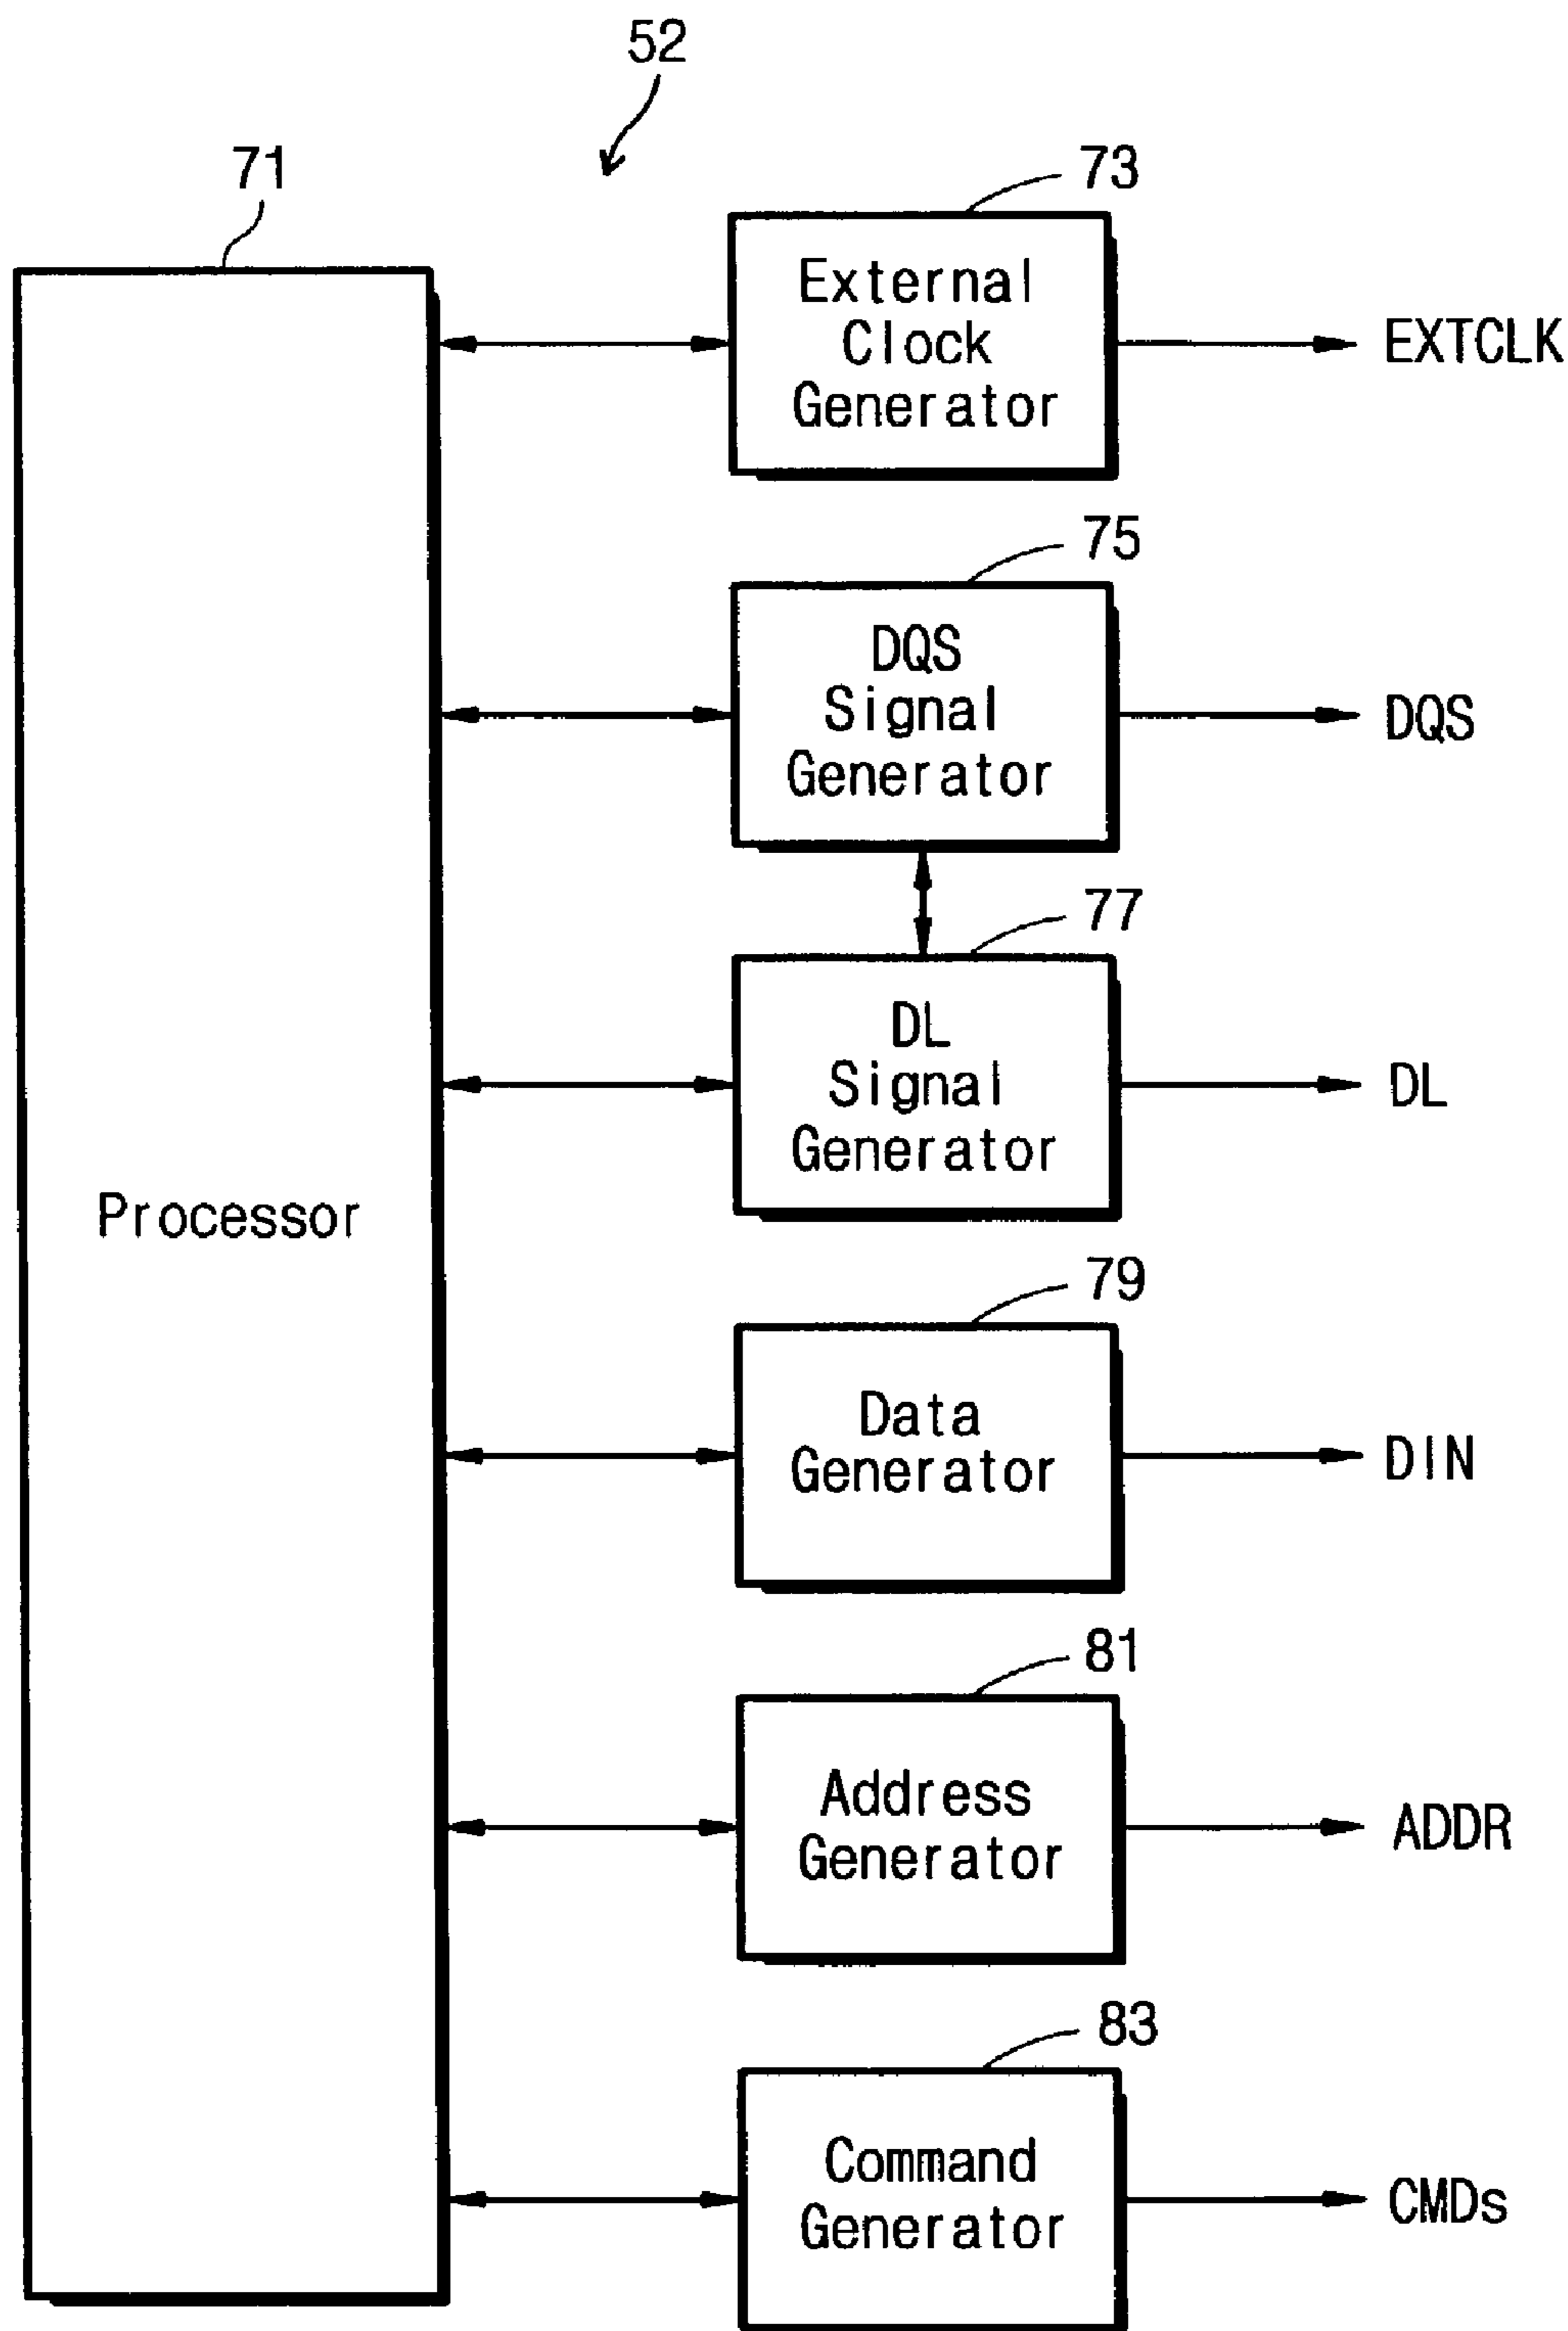 52
71
73
External
Clock
Generator
EXTCLK
75
DQS
Signal
Generator
DQS
77
DL
Signal
Generator
DL
Processor
79
Data
Generator
DIN
81
Address
Generator
ADDR
83
Command
Generator
CMDs